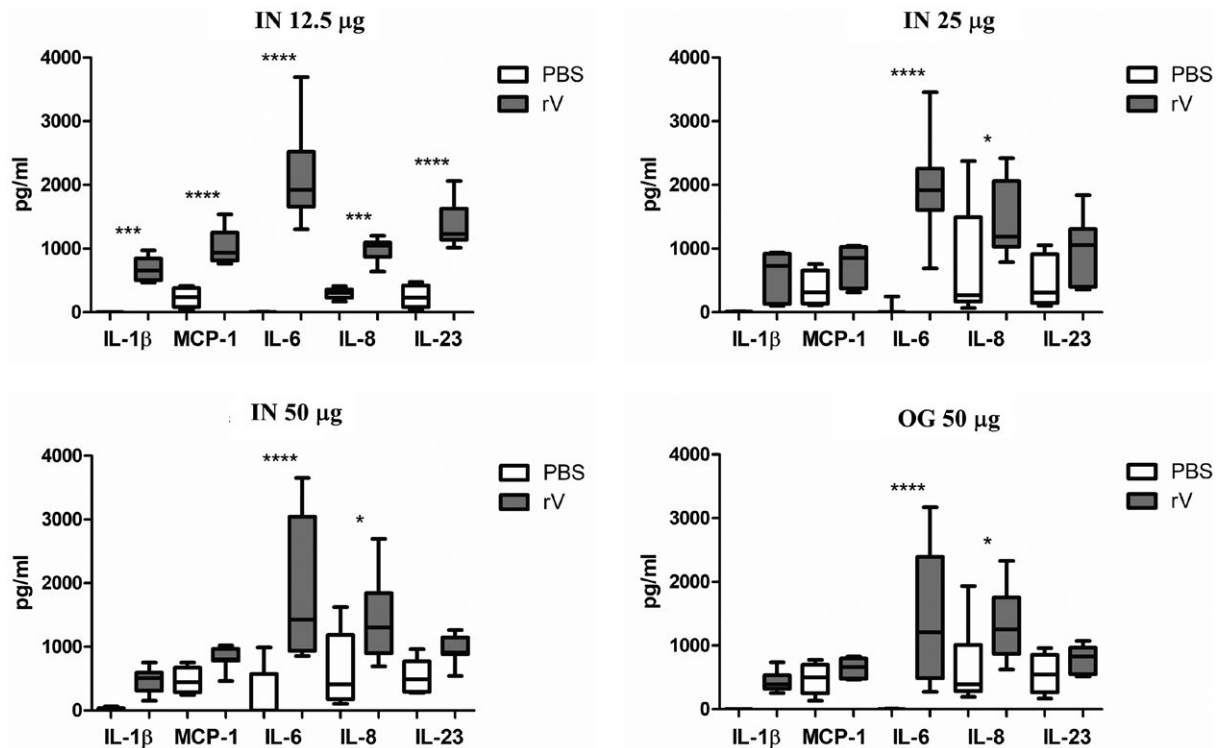 IN 12.5 µg
4000
3000
2000
1000
0
pg/ml
***
****
****
***
****
IL-1β MCP-1 IL-6 IL-8 IL-23
PBS
rV
IN 25 µg
4000
3000
2000
1000
0
pg/ml
****
*
IL-1β MCP-1 IL-6 IL-8 IL-23
PBS
rV
IN 50 µg
4000
3000
2000
1000
0
pg/ml
****
*
IL-1β MCP-1 IL-6 IL-8 IL-23
PBS
rV
OG 50 µg
4000
3000
2000
1000
0
pg/ml
****
*
IL-1β MCP-1 IL-6 IL-8 IL-23
PBS
rV